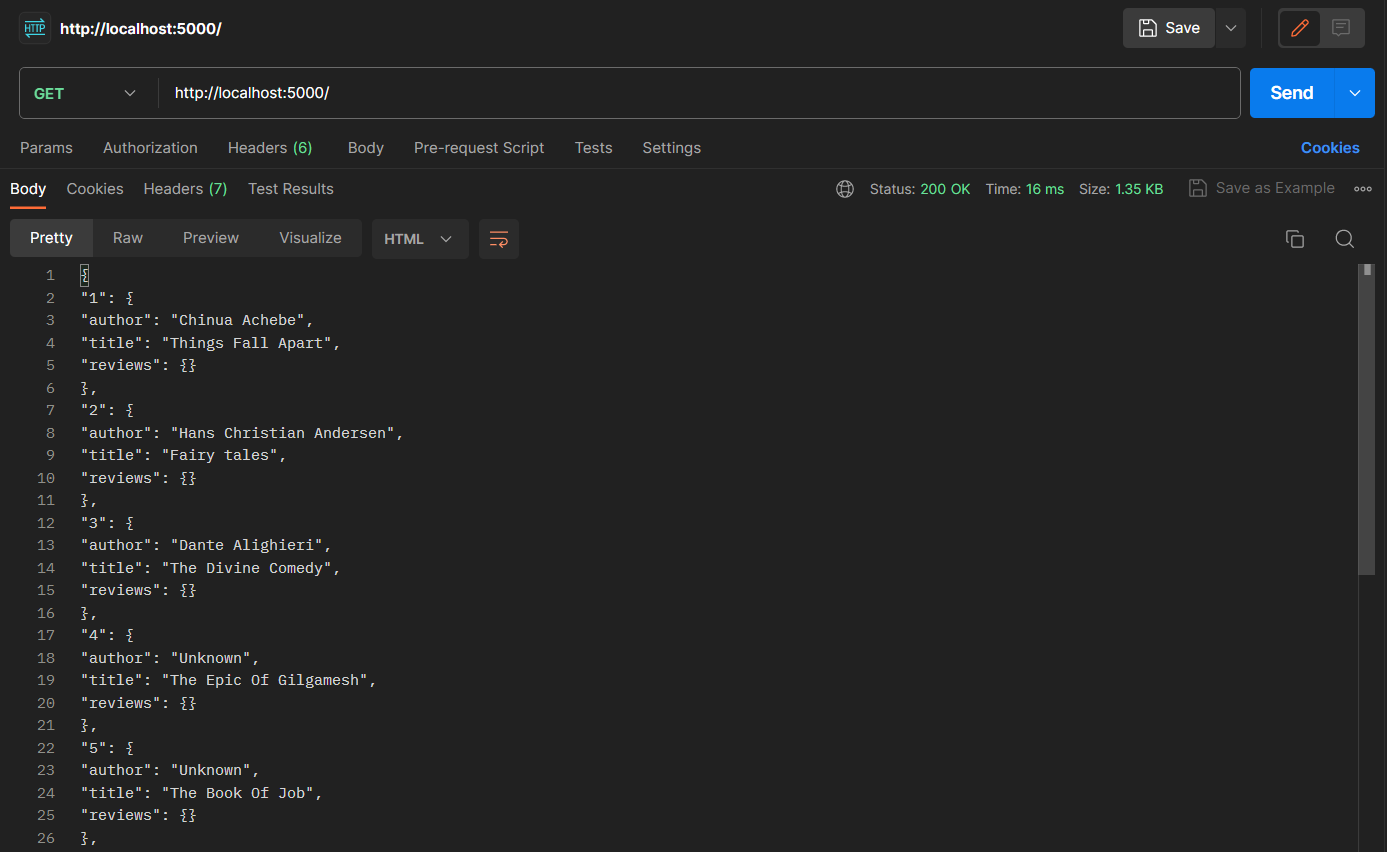 HTTP http://localhost:5000/ Save
GET http://localhost:5000/ Send
Params Authorization Headers (6) Body Pre-request Script Tests Settings Cookies
Body Cookies Headers (7) Test Results Status: 200 OK Time: 16 ms Size: 1.35 KB Save as Example
Pretty Raw Preview Visualize HTML
1 {
2 "1": {
3 "author": "Chinua Achebe",
4 "title": "Things Fall Apart",
5 "reviews": {}
6 },
7 "2": {
8 "author": "Hans Christian Andersen",
9 "title": "Fairy tales",
10 "reviews": {}
11 },
12 "3": {
13 "author": "Dante Alighieri",
14 "title": "The Divine Comedy",
15 "reviews": {}
16 },
17 "4": {
18 "author": "Unknown",
19 "title": "The Epic Of Gilgamesh",
20 "reviews": {}
21 },
22 "5": {
23 "author": "Unknown",
24 "title": "The Book Of Job",
25 "reviews": {}
26 },